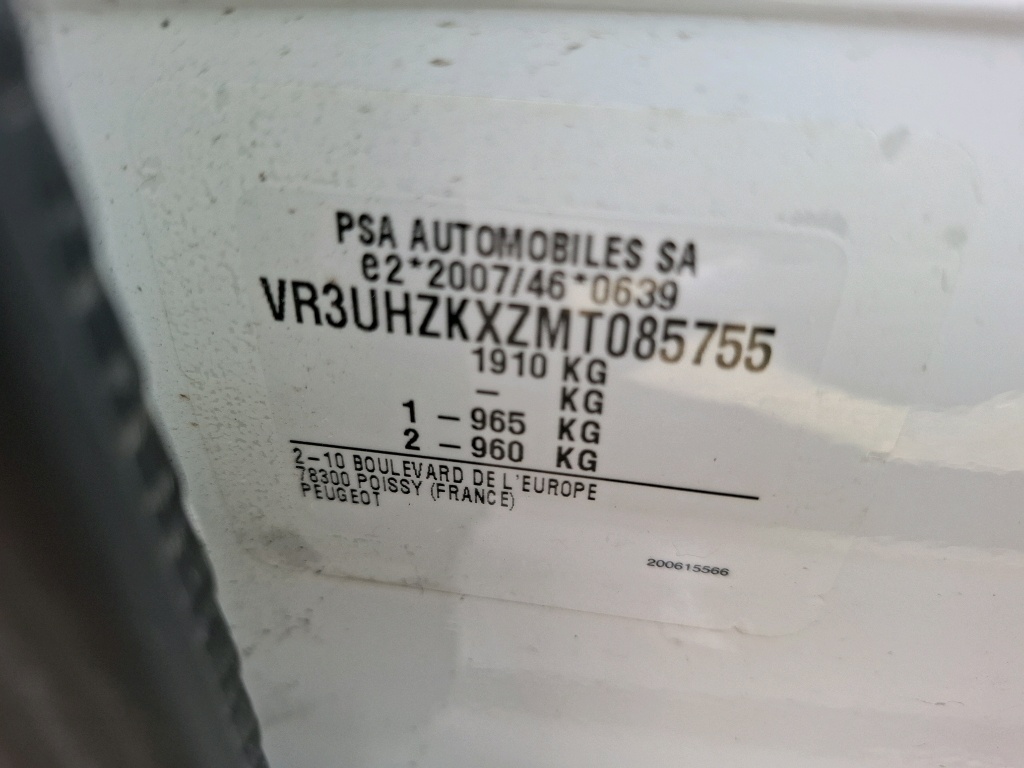 PSA AUTOMOBILES SA
e2*2007/46*0639
VR3UHZKXZMT085755
1910 KG
– KG
1 – 965 KG
2 – 960 KG
2–10 BOULEVARD DE L'EUROPE
78300 POISSY (FRANCE)
PEUGEOT
200615566